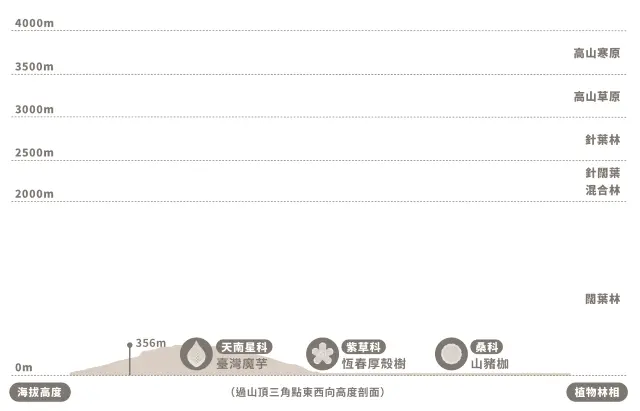 4000m
高山寒原
3500m
高山草原
3000m
針葉林
2500m
針闊葉
混合林
2000m
闊葉林
356m
天南星科
臺灣魔芋
紫草科
恆春厚殼樹
桑科
山豬枷
0m
海拔高度
（過山頂三角點東西向高度剖面）
植物林相